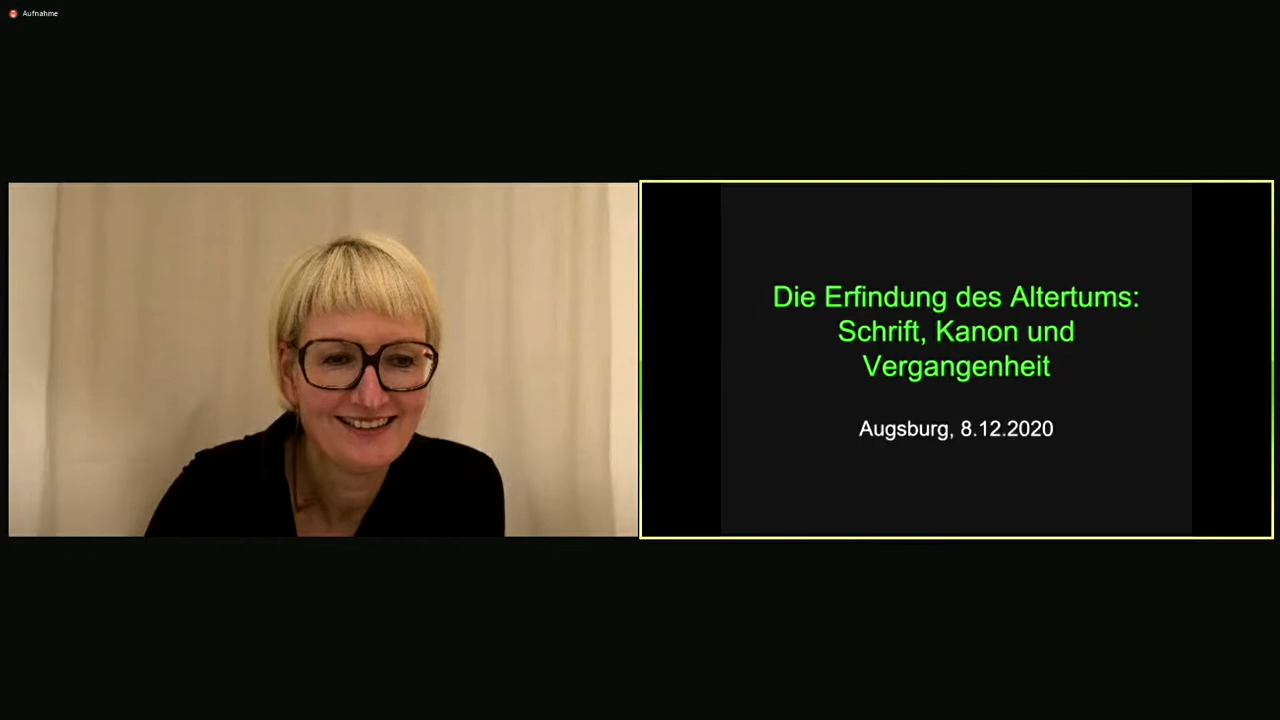 Aufnahme
Die Erfindung des Altertums:
Schrift, Kanon und
Vergangenheit
Augsburg, 8.12.2020